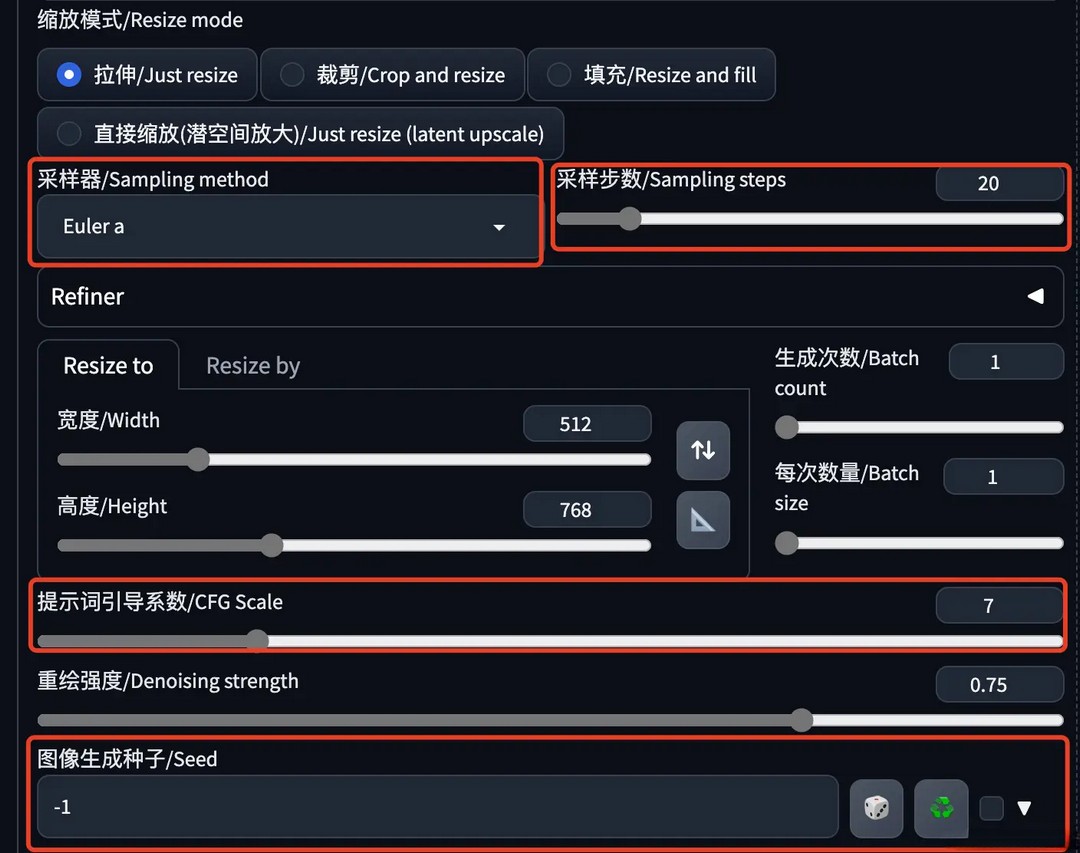 缩放模式/Resize mode
拉伸/Just resize
裁剪/Crop and resize
填充/Resize and fill
直接缩放(潜空间放大)/Just resize (latent upscale)
采样器/Sampling method
Euler a
采样步数/Sampling steps
20
Refiner
Resize to
Resize by
宽度/Width
512
高度/Height
768
生成次数/Batch
count
1
每次数量/Batch
size
1
提示词引导系数/CFG Scale
7
重绘强度/Denoising strength
0.75
图像生成种子/Seed
-1